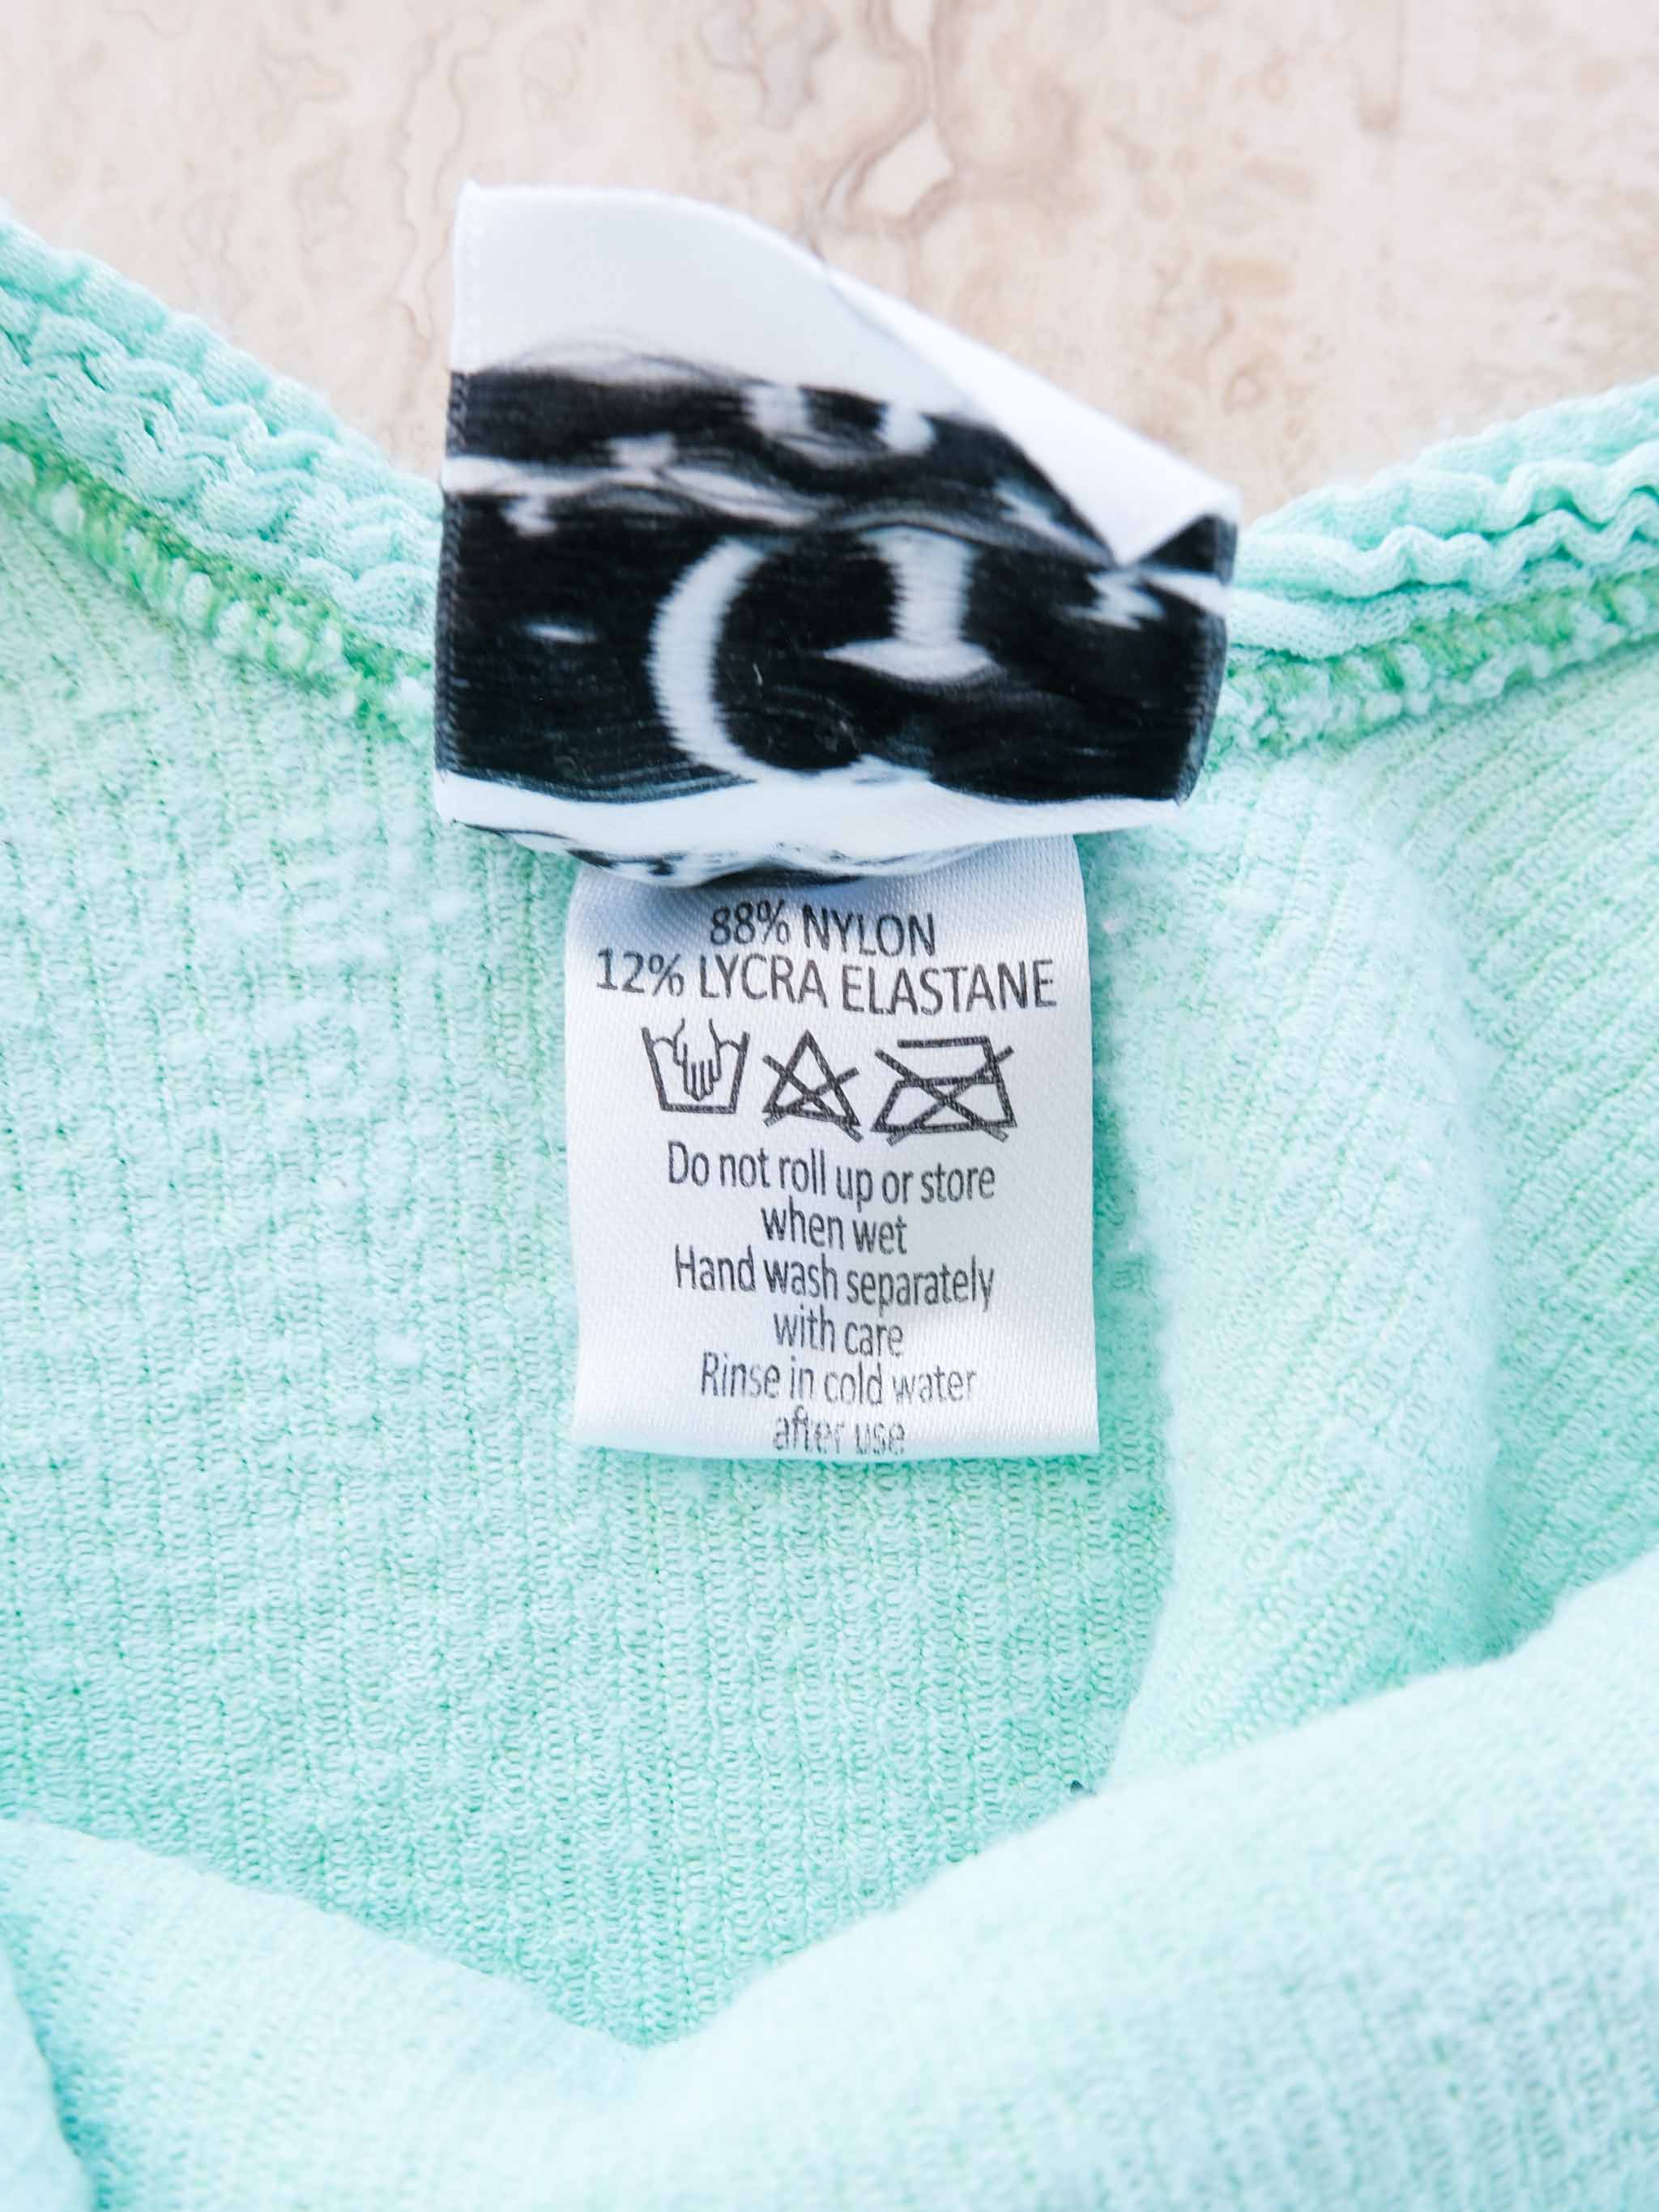 88% NYLON
12% LYCRA ELASTANE
Do not roll up or store
when wet
Hand wash separately
with care
Rinse in cold water
after use